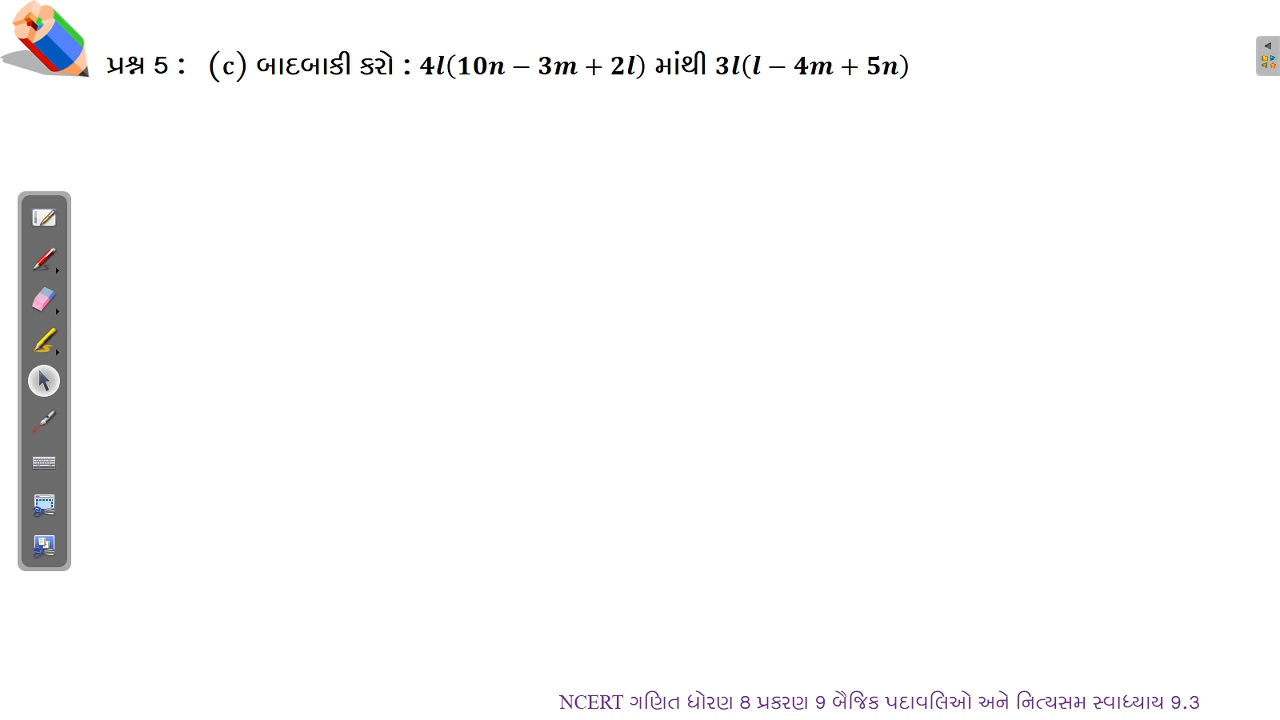 પ્રશ્ન 5 : (c) બાદબાકી કરો : 4l(10n − 3m + 2l) માંથી 3l(l − 4m + 5n)
NCERT ગણિત ધોરણ 8 પ્રકરણ 9 બૈજિક પદાવલિઓ અને નિત્યસમ સ્વાધ્યાય 9.3